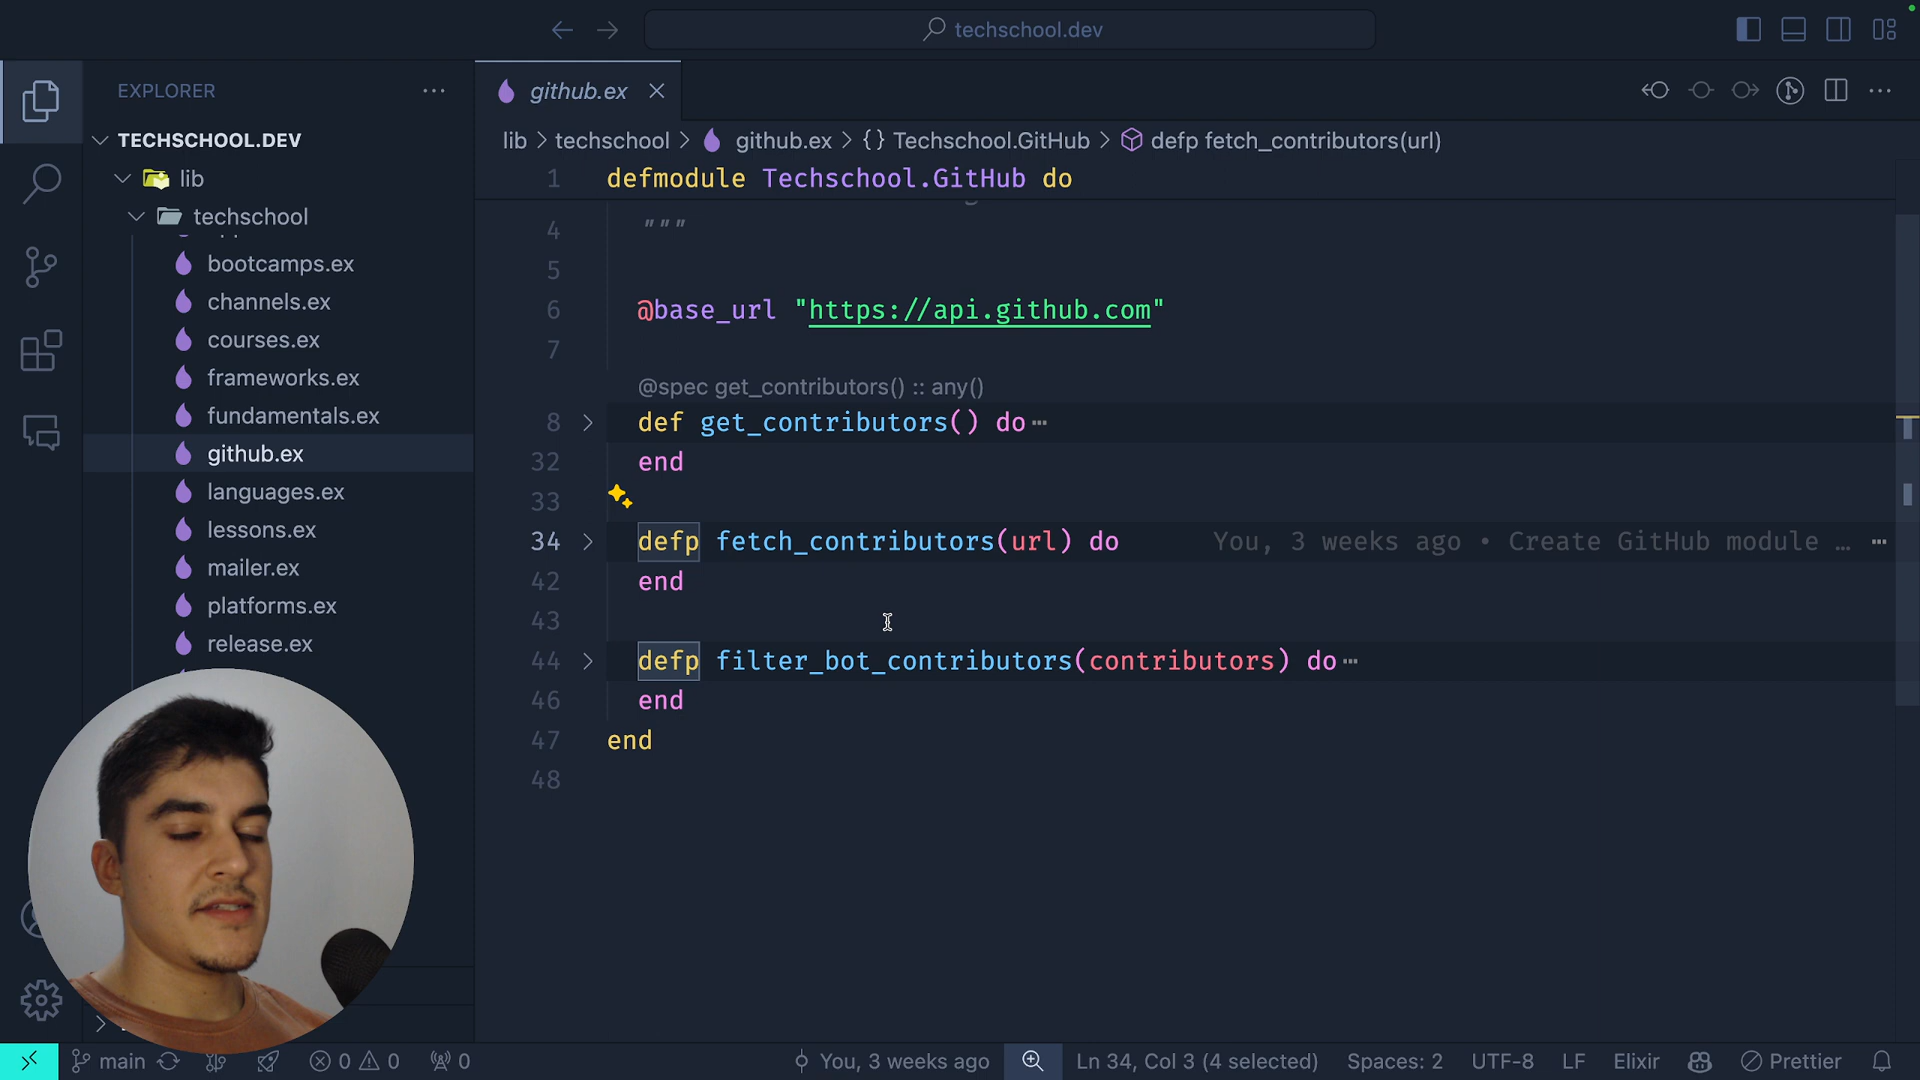 techschool.dev
EXPLORER
TECHSCHOOL.DEV
lib
techschool
bootcamps.ex
channels.ex
courses.ex
frameworks.ex
fundamentals.ex
github.ex
languages.ex
lessons.ex
mailer.ex
platforms.ex
release.ex
github.ex
lib > techschool > github.ex > {} Techschool.GitHub > defp fetch_contributors(url)
1 defmodule Techschool.GitHub do
4 """
5
6 @base_url "https://api.github.com"
7
@spec get_contributors() :: any()
8 def get_contributors() do
32 end
33
34 defp fetch_contributors(url) do You, 3 weeks ago • Create GitHub module …
42 end
43
44 defp filter_bot_contributors(contributors) do
46 end
47 end
48
main 0 0 0 You, 3 weeks ago Ln 34, Col 3 (4 selected) Spaces: 2 UTF-8 LF Elixir Prettier